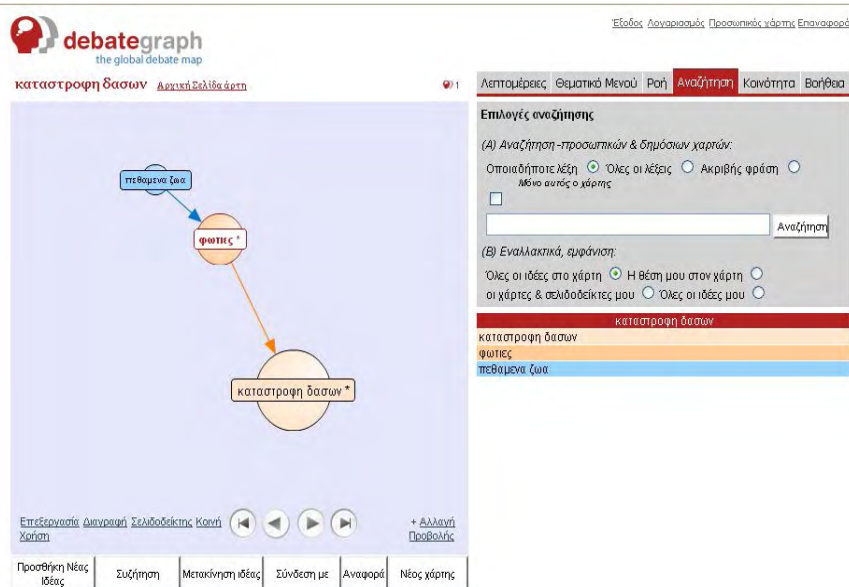 debategraph
the global debate map
Έξοδος Λογαριασμός Προσωπικός χάρτης Επαναφορά
καταστροφη δασων ΑρχικήΣελίδαάρτη
1
Λεπτομέρειες Θεματικό Μενού Ροή Αναζήτηση Κοινότητα Βοήθεια
πεθαμενα ζωα
φωτιες *
καταστροφη δασων *
Επεξεργασία Διαγραφή Σελιδοδείκτης Κοινή
Χρήση
+ Αλλαγή
Προβολής
Προσθήκη Νέας
Ιδέας
Συζήτηση
Μετακίνηση ιδέας
Σύνδεση με
Αναφορά
Νέος χάρτης
Επιλογές αναζήτησης
(Α) Αναζήτηση -προσωπικών & δημόσιων χαρτών:
Οποιαδήποτε λέξη Όλες οι λέξεις Ακριβής φράση
Μόνο αυτός ο χάρτης
Αναζήτηση
(Β) Εναλλακτικά, εμφάνιση:
Όλες οι ιδέες στο χάρτη Η θέση μου στον χάρτη
οι χάρτες & σελιδοδείκτες μου Όλες οι ιδέες μου
καταστροφη δασων
καταστροφη δασων
φωτιες
πεθαμενα ζωα